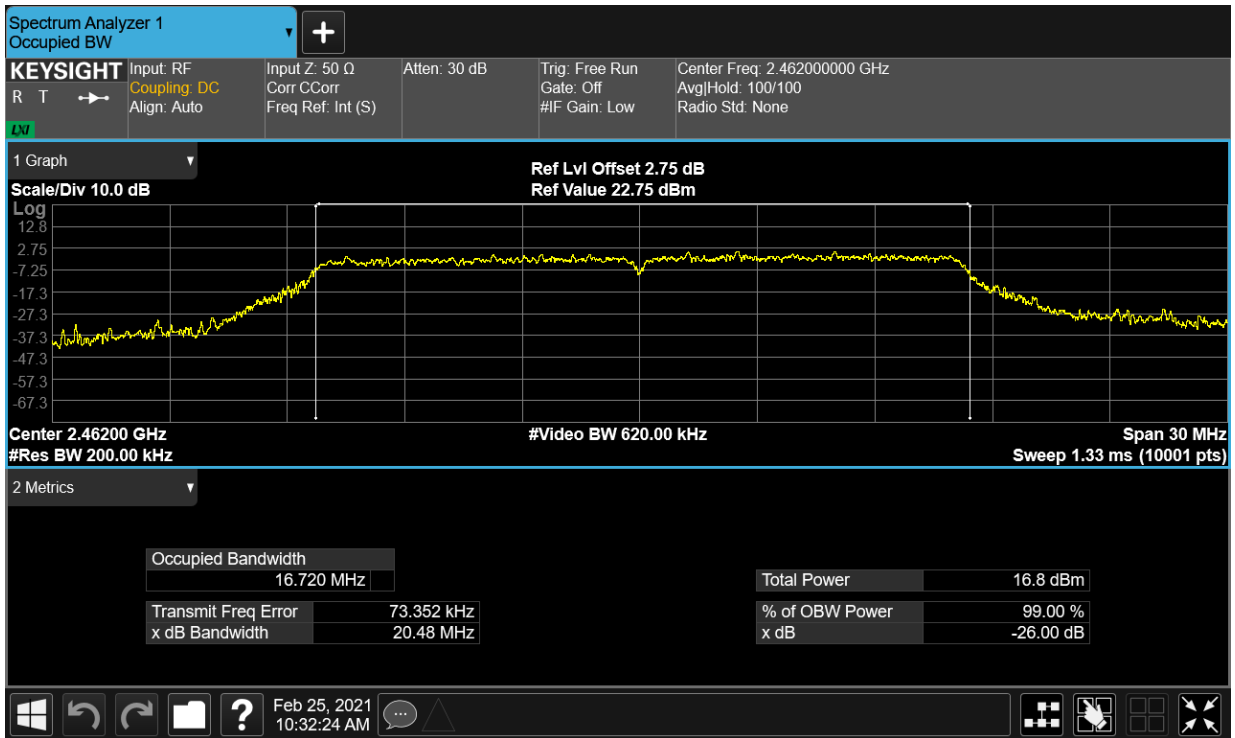 Spectrum Analyzer 1
Occupied BW
KEYSIGHT
R T
LXI
Input: RF
Coupling: DC
Align: Auto
Input Z: 50 Ω
Corr CCorr
Freq Ref: Int (S)
Atten: 30 dB
Trig: Free Run
Gate: Off
#IF Gain: Low
Center Freq: 2.462000000 GHz
Avg|Hold: 100/100
Radio Std: None
1 Graph
Scale/Div 10.0 dB
Ref Lvl Offset 2.75 dB
Ref Value 22.75 dBm
Log
12.8
2.75
-7.25
-17.3
-27.3
-37.3
-47.3
-57.3
-67.3
Center 2.46200 GHz
#Video BW 620.00 kHz
Span 30 MHz
#Res BW 200.00 kHz
Sweep 1.33 ms (10001 pts)
2 Metrics
Occupied Bandwidth
16.720 MHz
Transmit Freq Error 73.352 kHz
x dB Bandwidth 20.48 MHz
Total Power 16.8 dBm
% of OBW Power 99.00 %
x dB -26.00 dB
?
Feb 25, 2021
10:32:24 AM